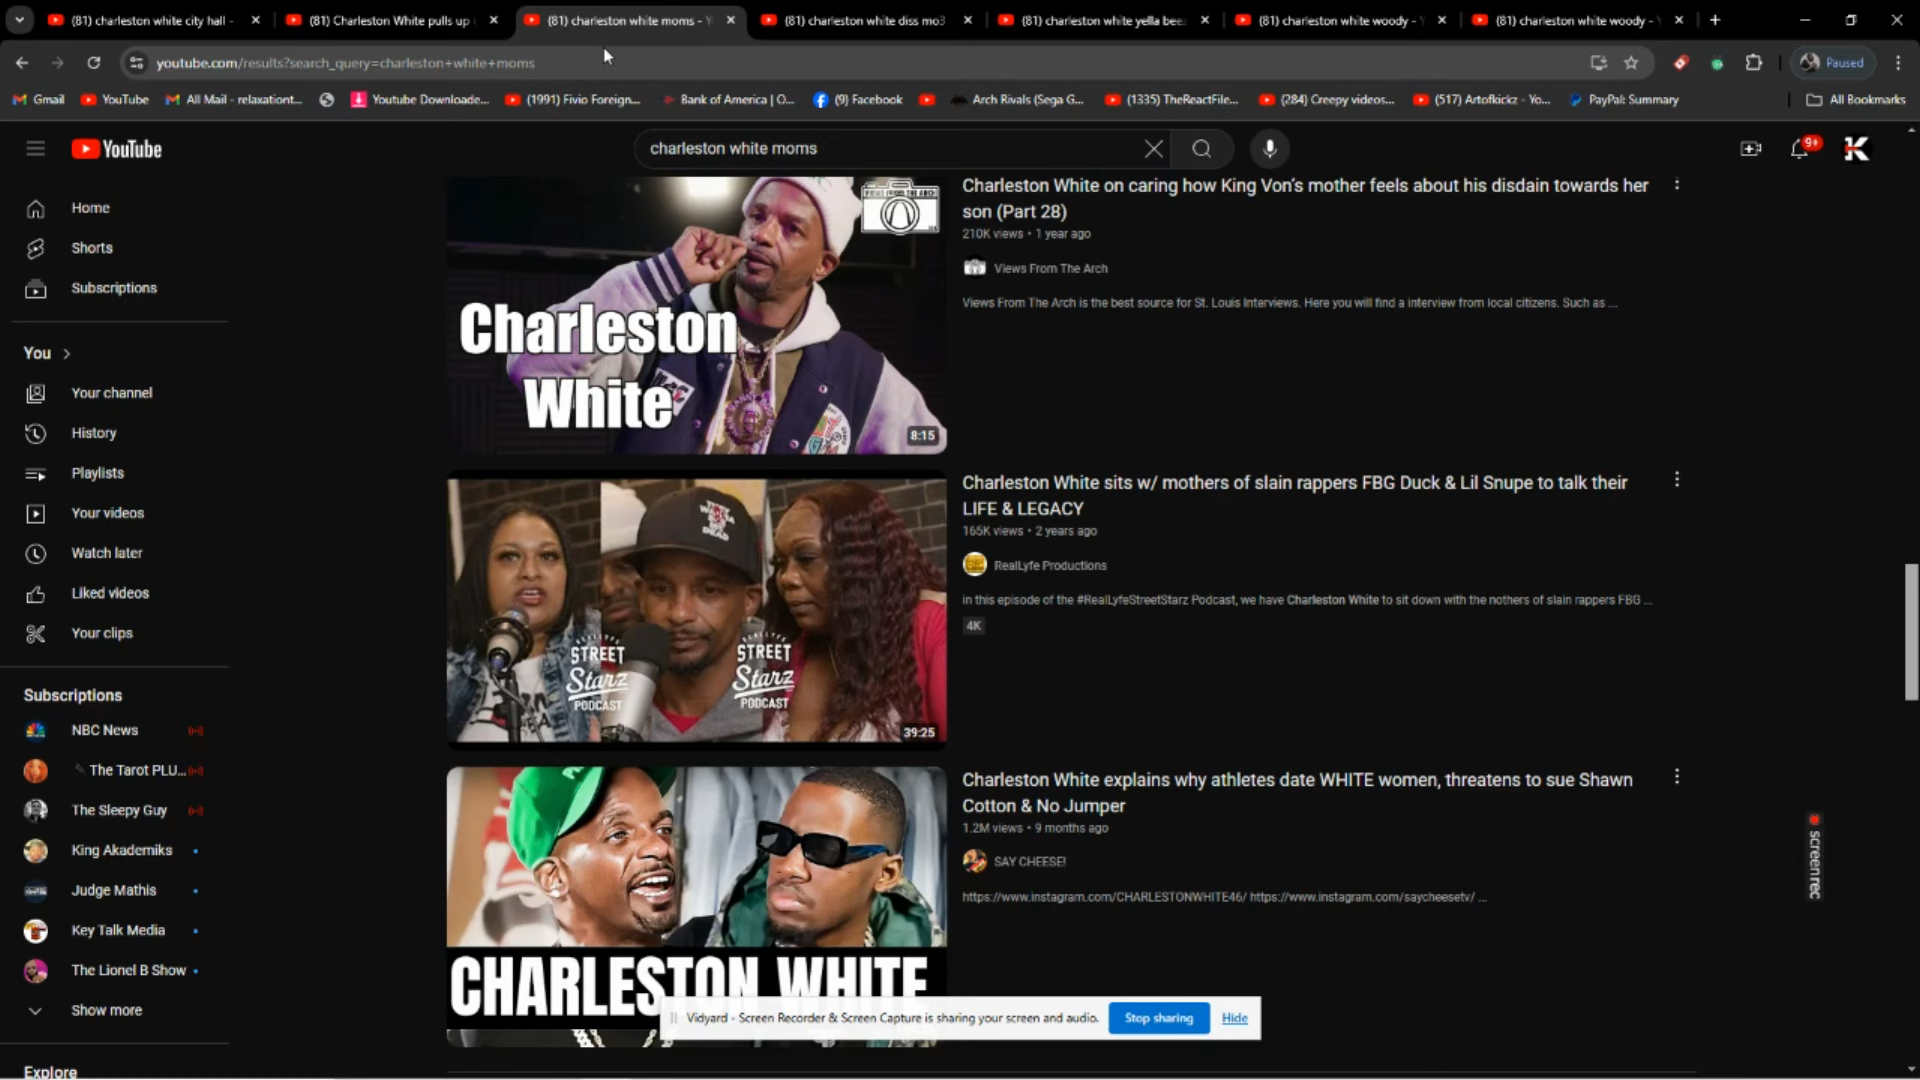 (81) charleston white city hall -
(81) Charleston White pulls up
(81) charleston white moms - Y
(81) charleston white diss mo3
(81) charleston white yella bee
(81) charleston white woody - Y
(81) charleston white woody - Y
youtube.com/results?search_query=charleston+white+moms
Paused
Gmail
YouTube
All Mail - relaxationt...
Youtube Downloade...
(1991) Fivio Foreign...
Bank of America | O...
(9) Facebook
Arch Rivals (Sega G...
(1335) TheReactFile...
(284) Creepy videos...
(517) Artofkickz - Yo...
PayPal: Summary
All Bookmarks
YouTube
charleston white moms
9+
Home
Shorts
Subscriptions
You
Your channel
History
Playlists
Your videos
Watch later
Liked videos
Your clips
Subscriptions
NBC News
The Tarot PLU...
The Sleepy Guy
King Akademiks
Judge Mathis
Key Talk Media
The Lionel B Show
Show more
Explore
Charleston
White
8:15
Charleston White on caring how King Von's mother feels about his disdain towards her
son (Part 28)
210K views • 1 year ago
Views From The Arch
Views From The Arch is the best source for St. Louis Interviews. Here you will find a interview from local citizens. Such as ...
STREET
Starz
PODCAST
STREET
Starz
PODCAST
39:25
Charleston White sits w/ mothers of slain rappers FBG Duck & Lil Snupe to talk their
LIFE & LEGACY
165K views • 2 years ago
RealLyfe Productions
in this episode of the #RealLyfeStreetStarz Podcast, we have Charleston White to sit down with the nothers of slain rappers FBG ...
4K
CHARLESTON WHITE
Charleston White explains why athletes date WHITE women, threatens to sue Shawn
Cotton & No Jumper
1.2M views • 9 months ago
SAY CHEESE!
https://www.instagram.com/CHARLESTONWHITE46/ https://www.instagram.com/saycheesetv/ ...
screenrec
Vidyard - Screen Recorder & Screen Capture is sharing your screen and audio.
Stop sharing
Hide